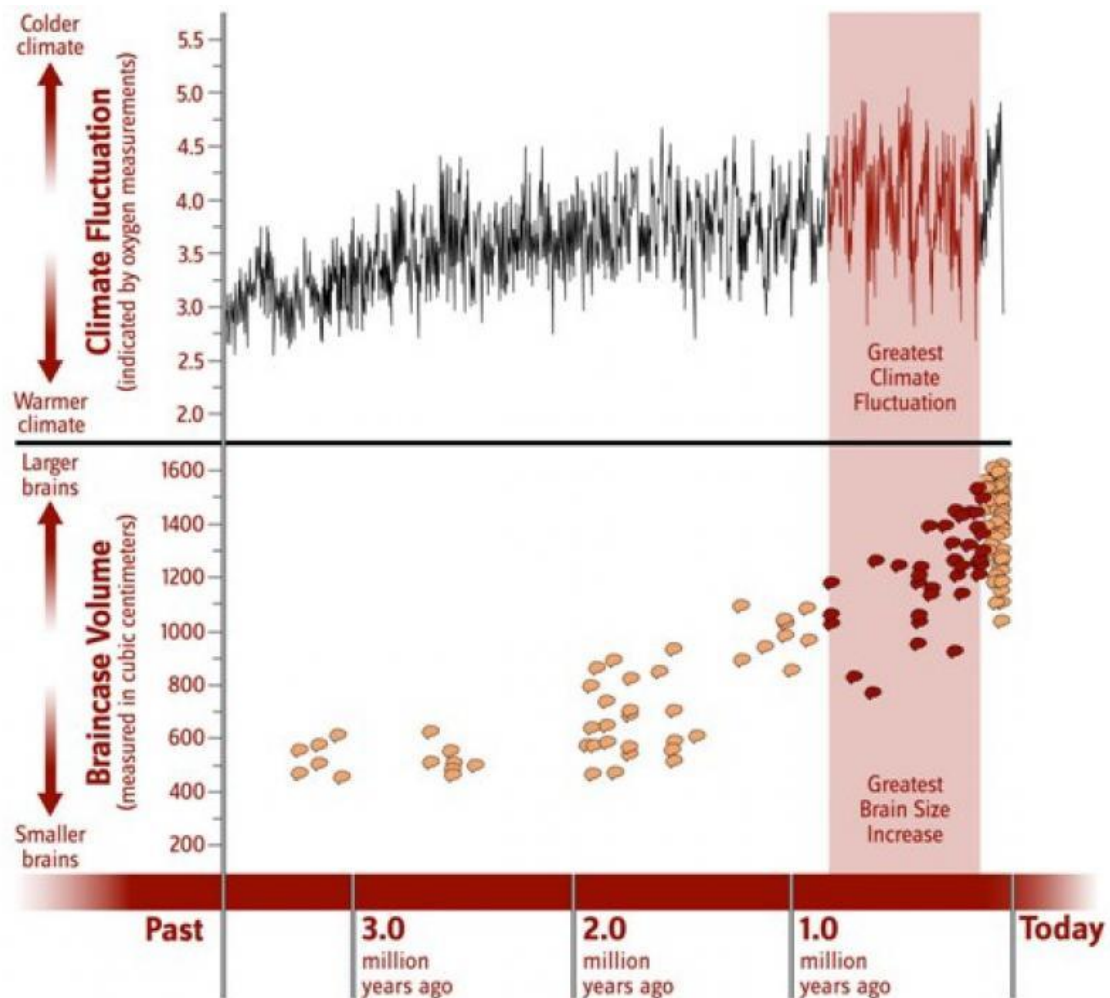 Colder
climate
Climate Fluctuation
(indicated by oxygen measurements)
Warmer
climate
5.5
5.0
4.5
4.0
3.5
3.0
2.5
2.0
Greatest
Climate
Fluctuation
Larger
brains
Braincase Volume
(measured in cubic centimeters)
Smaller
brains
1600
1400
1200
1000
800
600
400
200
Greatest
Brain Size
Increase
Past
3.0
million
years ago
2.0
million
years ago
1.0
million
years ago
Today